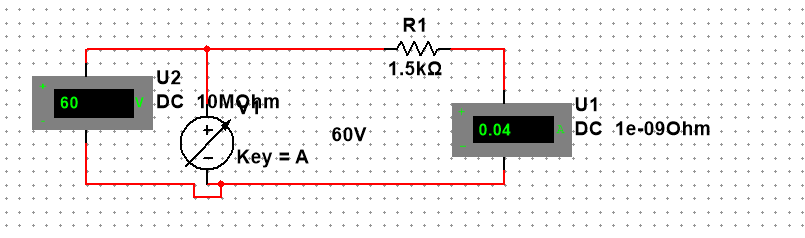 R1
1.5kΩ
U2
60 V
DC 10MOhm
V1
60V
Key = A
U1
0.04 A
DC 1e-09Ohm